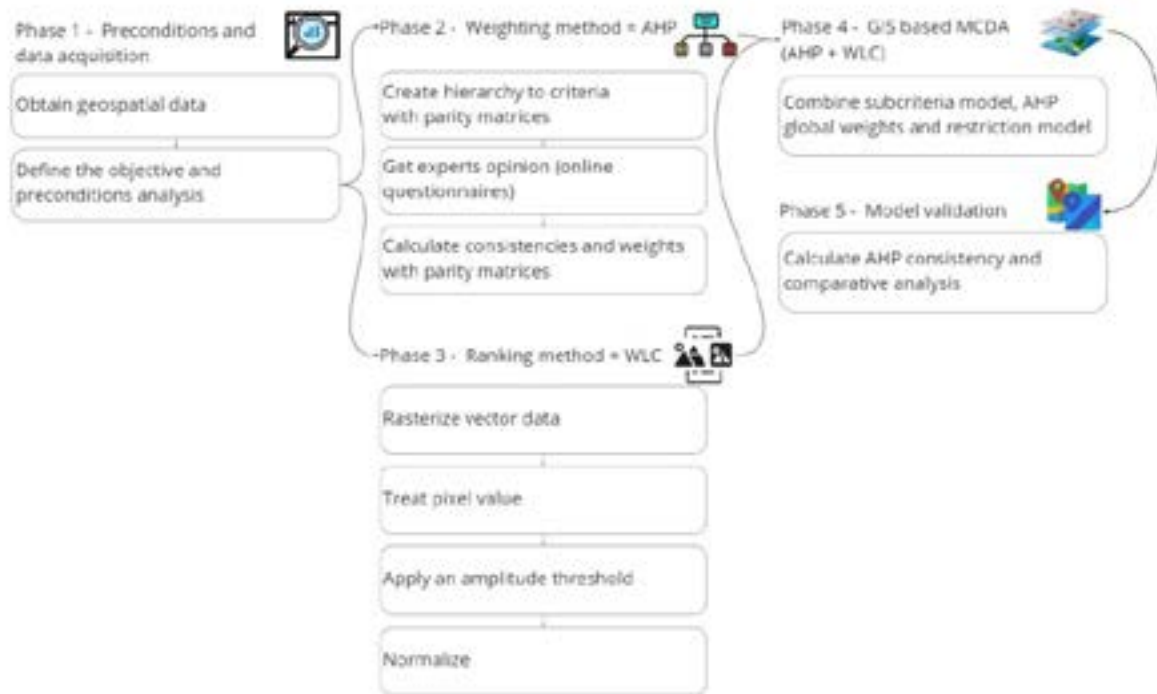 Phase 1 - Preconditions and
data acquisition
Obtain geospatial data
Define the objective and
preconditions analysis
Phase 2 - Weighting method = AHP
Create hierarchy to criteria
with parity matrices
Get experts opinion (online
questionnaires)
Calculate consistencies and weights
with parity matrices
Phase 3 - Ranking method = WLC
Rasterize vector data
Treat pixel value
Apply an amplitude threshold
Normalize
Phase 4 - GIS based MCDA
(AHP + WLC)
Combine subcriteria model, AHP
global weights and restriction model
Phase 5 - Model validation
Calculate AHP consistency and
comparative analysis